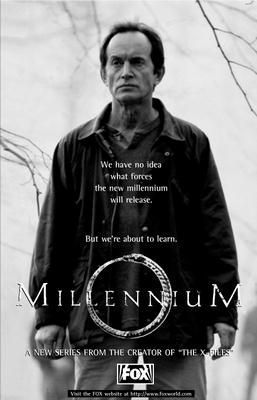 We have no idea
what forces
the new millennium
will release.
But we're about to learn.
MILLENNIUM
A NEW SERIES FROM THE CREATOR OF "THE X-FILES"
FOX
Visit the FOX website at http://www.foxworld.com